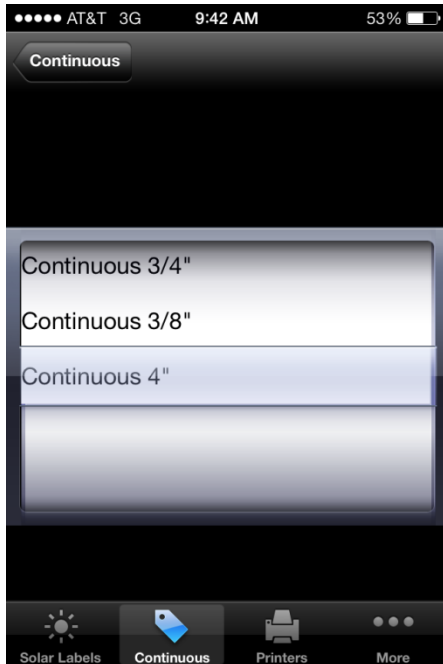 AT&T 3G 9:42 AM 53%
Continuous
Continuous 3/4"
Continuous 3/8"
Continuous 4"
Solar Labels Continuous Printers More